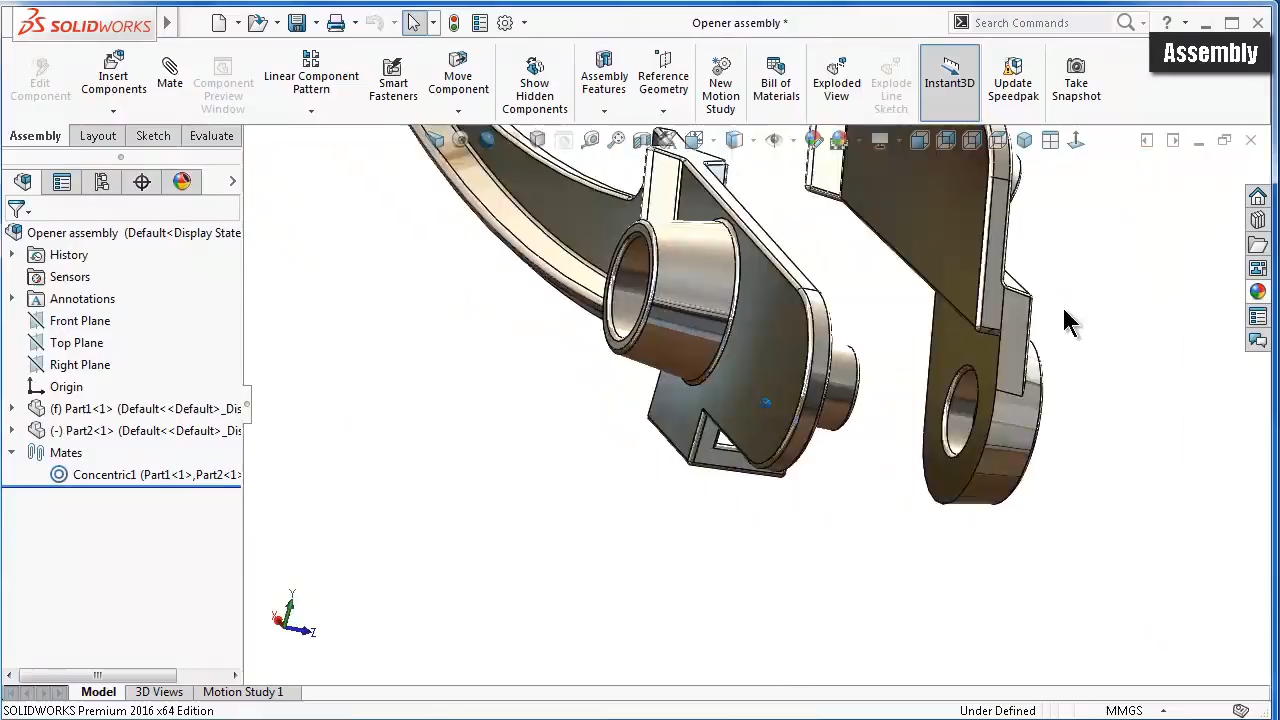 SOLIDWORKS
Opener assembly *
Search Commands
?
Assembly
Edit Component
Insert Components
Mate
Component Preview Window
Linear Component Pattern
Smart Fasteners
Move Component
Show Hidden Components
Assembly Features
Reference Geometry
New Motion Study
Bill of Materials
Exploded View
Explode Line Sketch
Instant3D
Update Speedpak
Take Snapshot
Assembly
Layout
Sketch
Evaluate
Opener assembly (Default<Display State
History
Sensors
Annotations
Front Plane
Top Plane
Right Plane
Origin
(f) Part1<1> (Default<<Default>_Dis
(-) Part2<1> (Default<<Default>_Dis
Mates
Concentric1 (Part1<1>,Part2<1>
Y
X
Z
Model
3D Views
Motion Study 1
SOLIDWORKS Premium 2016 x64 Edition
Under Defined
MMGS